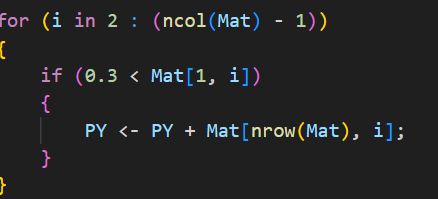 for (i in 2 : (ncol(Mat) - 1))
{
if (0.3 < Mat[1, i])
{
PY <- PY + Mat[nrow(Mat), i];
}
}